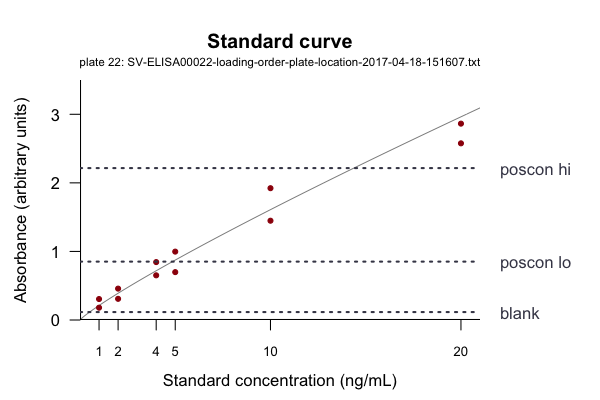 Standard curve
plate 22: SV-ELISA00022-loading-order-plate-location-2017-04-18-151607.txt
Absorbance (arbitrary units)
3
2
1
0
poscon hi
poscon lo
blank
1 2 4 5 10 20
Standard concentration (ng/mL)